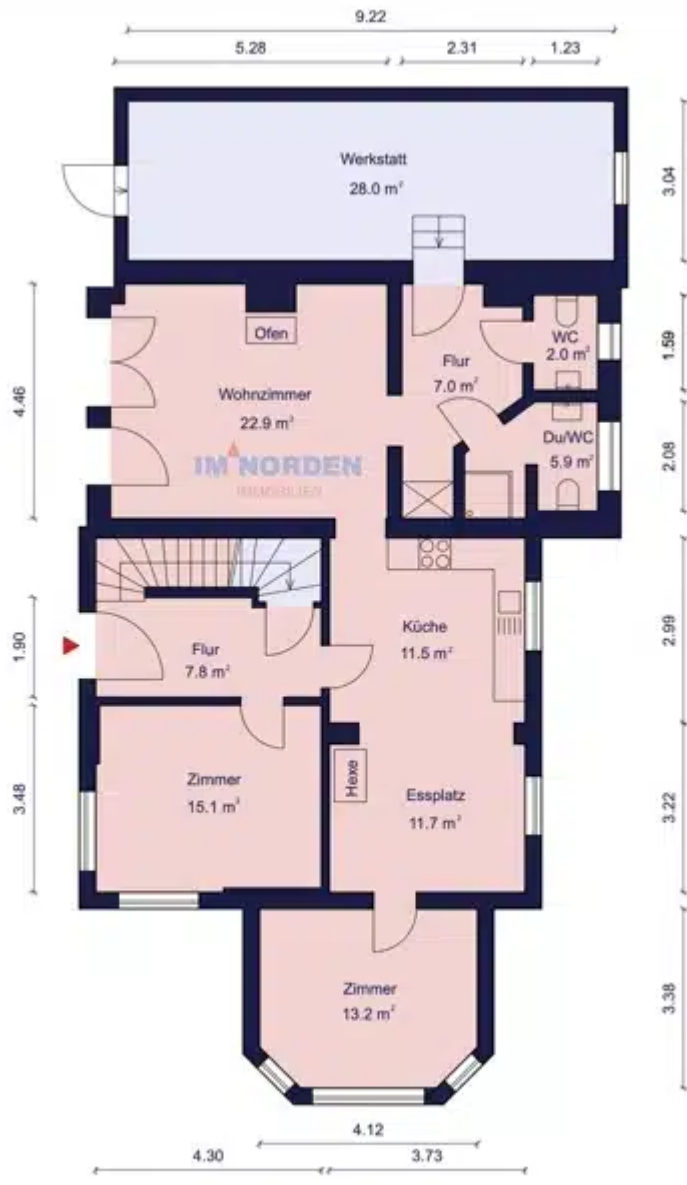 9.22
5.28
2.31
1.23
Werkstatt
28.0 m²
3.04
Ofen
WC
2.0 m²
1.59
Flur
7.0 m²
Wohnzimmer
22.9 m²
4.46
Du/WC
5.9 m²
2.08
IM NORDEN
IMMOBILIEN
Küche
11.5 m²
2.99
Flur
7.8 m²
1.90
Zimmer
15.1 m²
3.48
Hexe
Essplatz
11.7 m²
3.22
Zimmer
13.2 m²
3.38
4.12
4.30
3.73